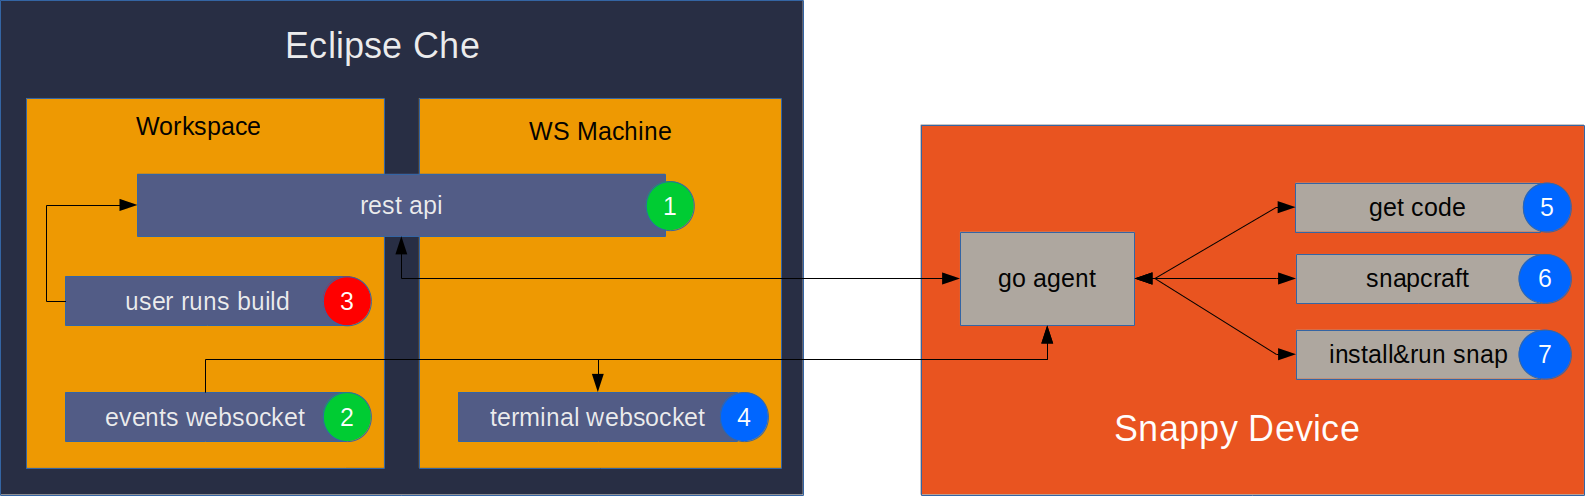 Eclipse Che
Workspace
WS Machine
rest api
1
user runs build
3
events websocket
2
terminal websocket
4
go agent
get code
5
snapcraft
6
install&run snap
7
Snappy Device